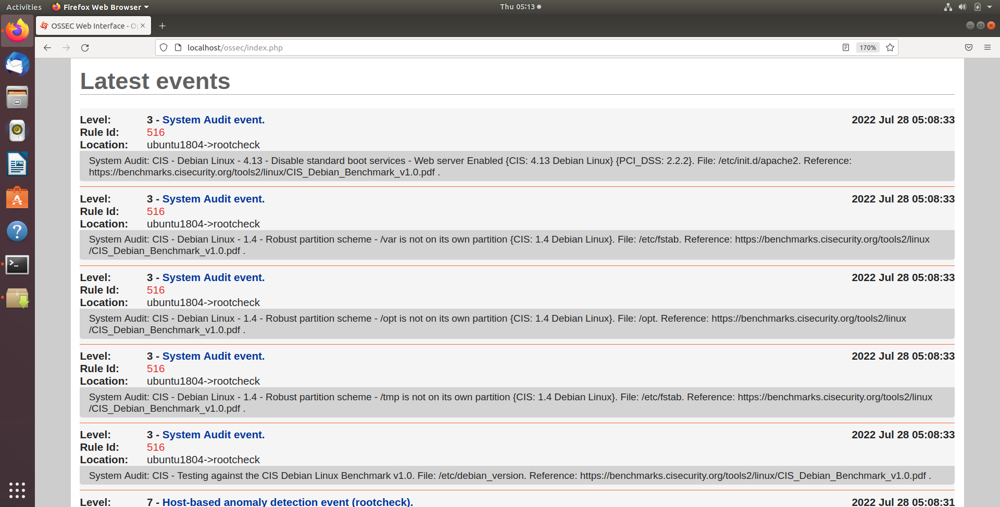 Activities Firefox Web Browser Thu 05:13
OSSEC Web Interface - O
localhost/ossec/index.php 170%
Latest events
Level: 3 - System Audit event. 2022 Jul 28 05:08:33
Rule Id: 516
Location: ubuntu1804->rootcheck
System Audit: CIS - Debian Linux - 4.13 - Disable standard boot services - Web server Enabled {CIS: 4.13 Debian Linux} {PCI_DSS: 2.2.2}. File: /etc/init.d/apache2. Reference:
https://benchmarks.cisecurity.org/tools2/linux/CIS_Debian_Benchmark_v1.0.pdf .
Level: 3 - System Audit event. 2022 Jul 28 05:08:33
Rule Id: 516
Location: ubuntu1804->rootcheck
System Audit: CIS - Debian Linux - 1.4 - Robust partition scheme - /var is not on its own partition {CIS: 1.4 Debian Linux}. File: /etc/fstab. Reference: https://benchmarks.cisecurity.org/tools2/linux
/CIS_Debian_Benchmark_v1.0.pdf .
Level: 3 - System Audit event. 2022 Jul 28 05:08:33
Rule Id: 516
Location: ubuntu1804->rootcheck
System Audit: CIS - Debian Linux - 1.4 - Robust partition scheme - /opt is not on its own partition {CIS: 1.4 Debian Linux}. File: /opt. Reference: https://benchmarks.cisecurity.org/tools2/linux
/CIS_Debian_Benchmark_v1.0.pdf .
Level: 3 - System Audit event. 2022 Jul 28 05:08:33
Rule Id: 516
Location: ubuntu1804->rootcheck
System Audit: CIS - Debian Linux - 1.4 - Robust partition scheme - /tmp is not on its own partition {CIS: 1.4 Debian Linux}. File: /etc/fstab. Reference: https://benchmarks.cisecurity.org/tools2/linux
/CIS_Debian_Benchmark_v1.0.pdf .
Level: 3 - System Audit event. 2022 Jul 28 05:08:33
Rule Id: 516
Location: ubuntu1804->rootcheck
System Audit: CIS - Testing against the CIS Debian Linux Benchmark v1.0. File: /etc/debian_version. Reference: https://benchmarks.cisecurity.org/tools2/linux/CIS_Debian_Benchmark_v1.0.pdf .
Level: 7 - Host-based anomaly detection event (rootcheck). 2022 Jul 28 05:08:31